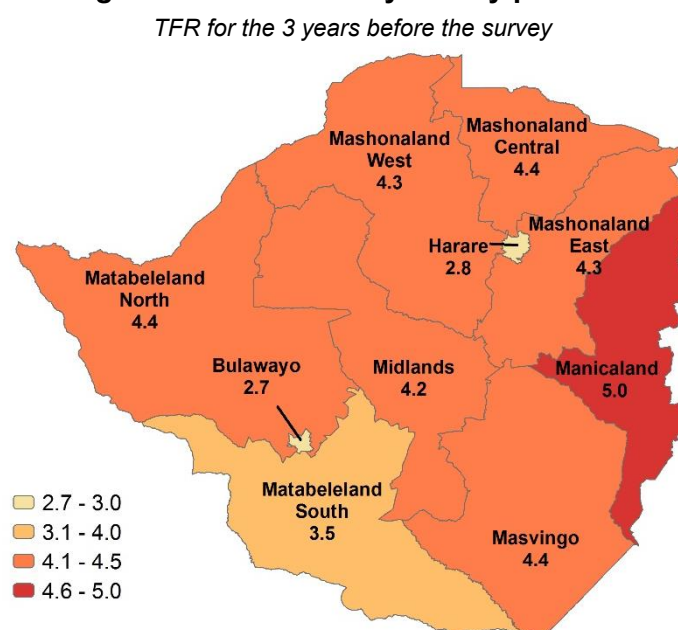 TFR for the 3 years before the survey
Mashonaland
Central
4.4
Mashonaland
West
4.3
Mashonaland
East
4.3
Harare
2.8
Matabeleland
North
4.4
Bulawayo
2.7
Midlands
4.2
Manicaland
5.0
Matabeleland
South
3.5
Masvingo
4.4
2.7 - 3.0
3.1 - 4.0
4.1 - 4.5
4.6 - 5.0